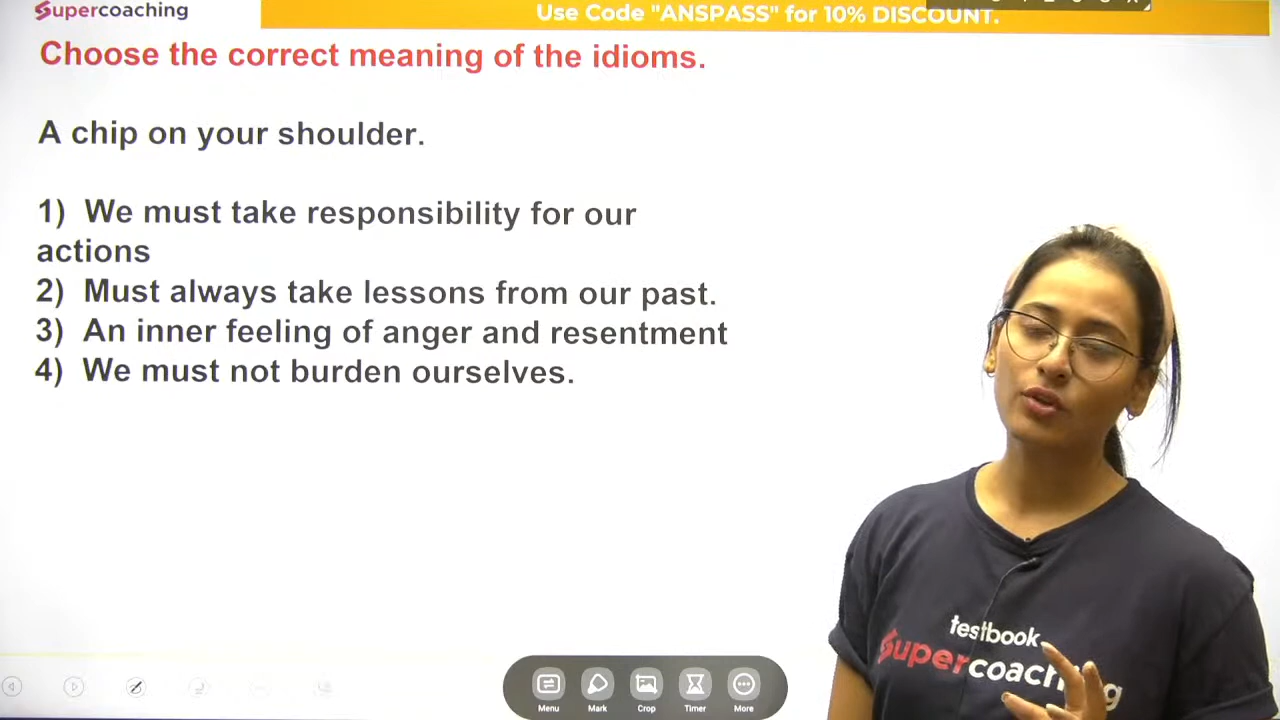 Supercoaching
Use Code "ANSPASS" for 10% DISCOUNT.
Choose the correct meaning of the idioms.
A chip on your shoulder.
1) We must take responsibility for our
actions
2) Must always take lessons from our past.
3) An inner feeling of anger and resentment
4) We must not burden ourselves.
testbook
Supercoaching
Menu Mark Crop Timer More